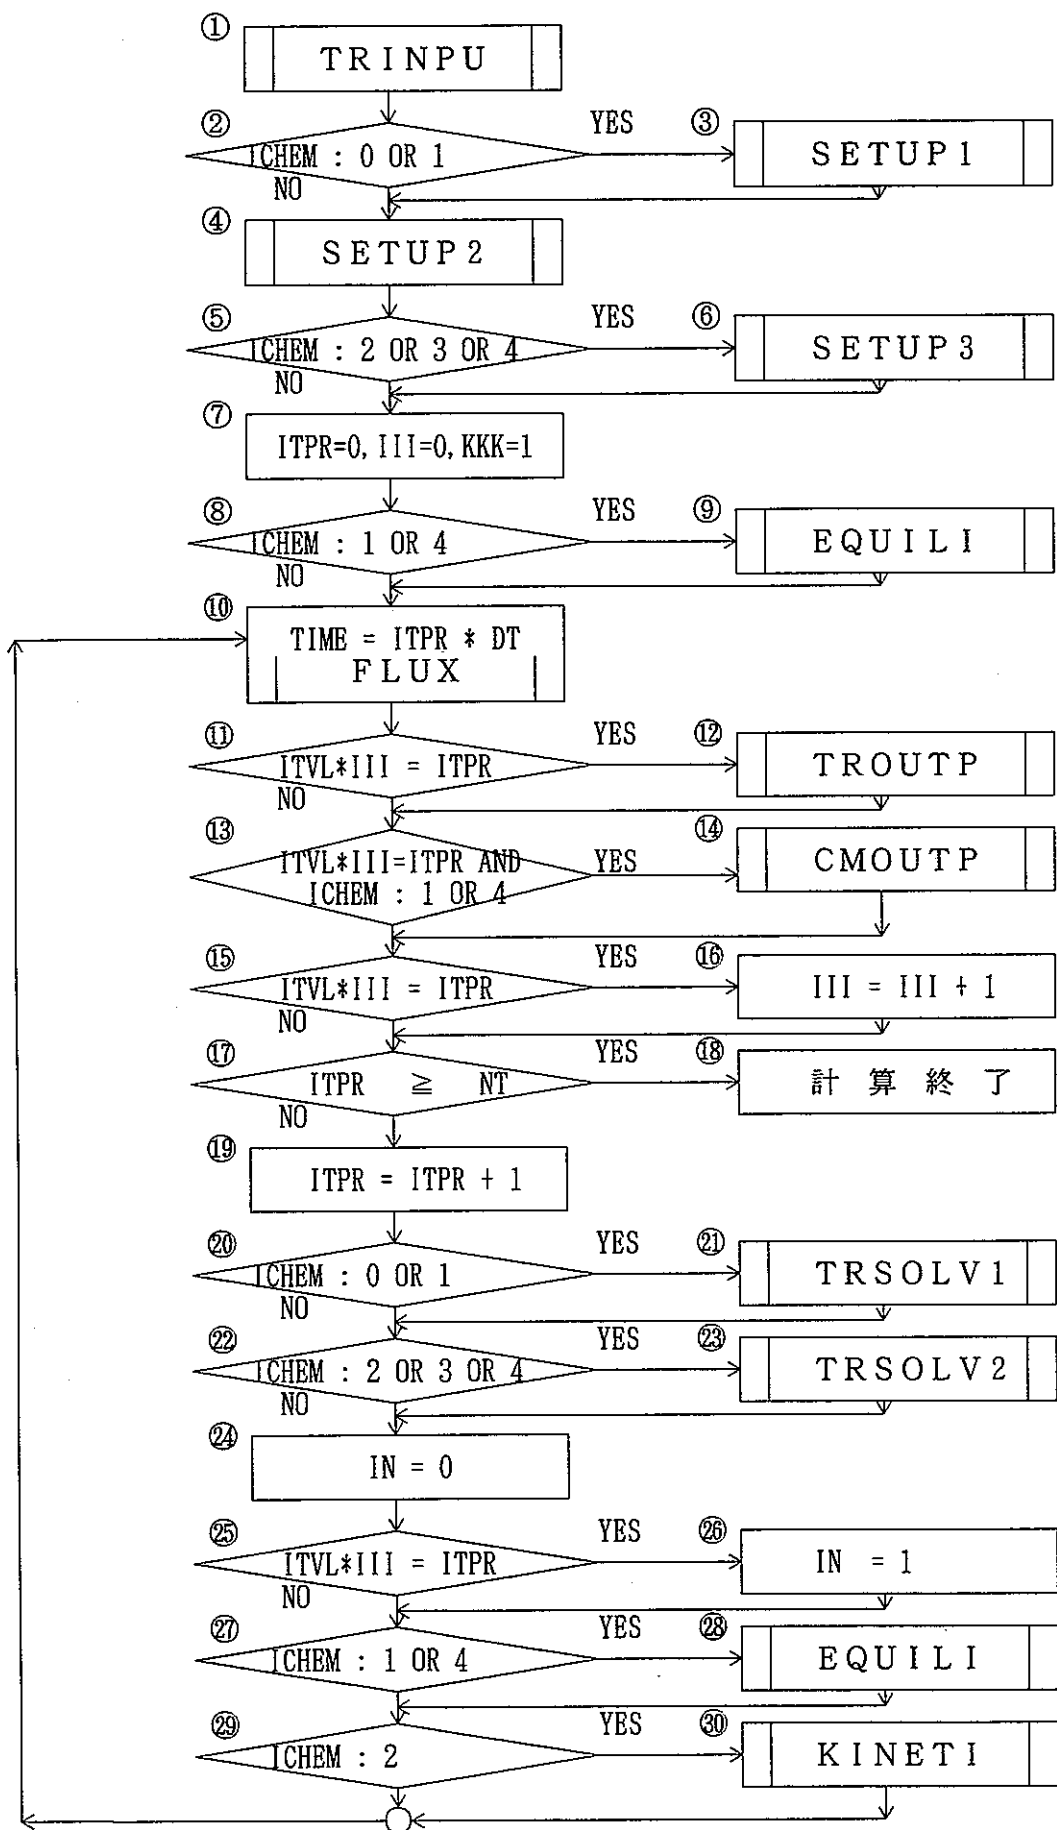 ① TRINPU
② ICHEM : 0 OR 1 YES ③ SETUP1
NO
④ SETUP2
⑤ ICHEM : 2 OR 3 OR 4 YES ⑥ SETUP3
NO
⑦ ITPR=0, III=0, KKK=1
⑧ ICHEM : 1 OR 4 YES ⑨ EQUILI
NO
⑩ TIME = ITPR * DT
FLUX
⑪ ITVL*III = ITPR YES ⑫ TROUTP
NO
⑬ ITVL*III=ITPR AND YES ⑭ CMOUTP
ICHEM : 1 OR 4
⑮ ITVL*III = ITPR YES ⑯ III = III + 1
NO
⑰ ITPR ≧ NT YES ⑱ 計算終了
NO
⑲ ITPR = ITPR + 1
⑳ ICHEM : 0 OR 1 YES ㉑ TRSOLV1
NO
㉒ ICHEM : 2 OR 3 OR 4 YES ㉓ TRSOLV2
NO
㉔ IN = 0
㉕ ITVL*III = ITPR YES ㉖ IN = 1
NO
㉗ ICHEM : 1 OR 4 YES ㉘ EQUILI
㉙ ICHEM : 2 YES ㉚ KINETI